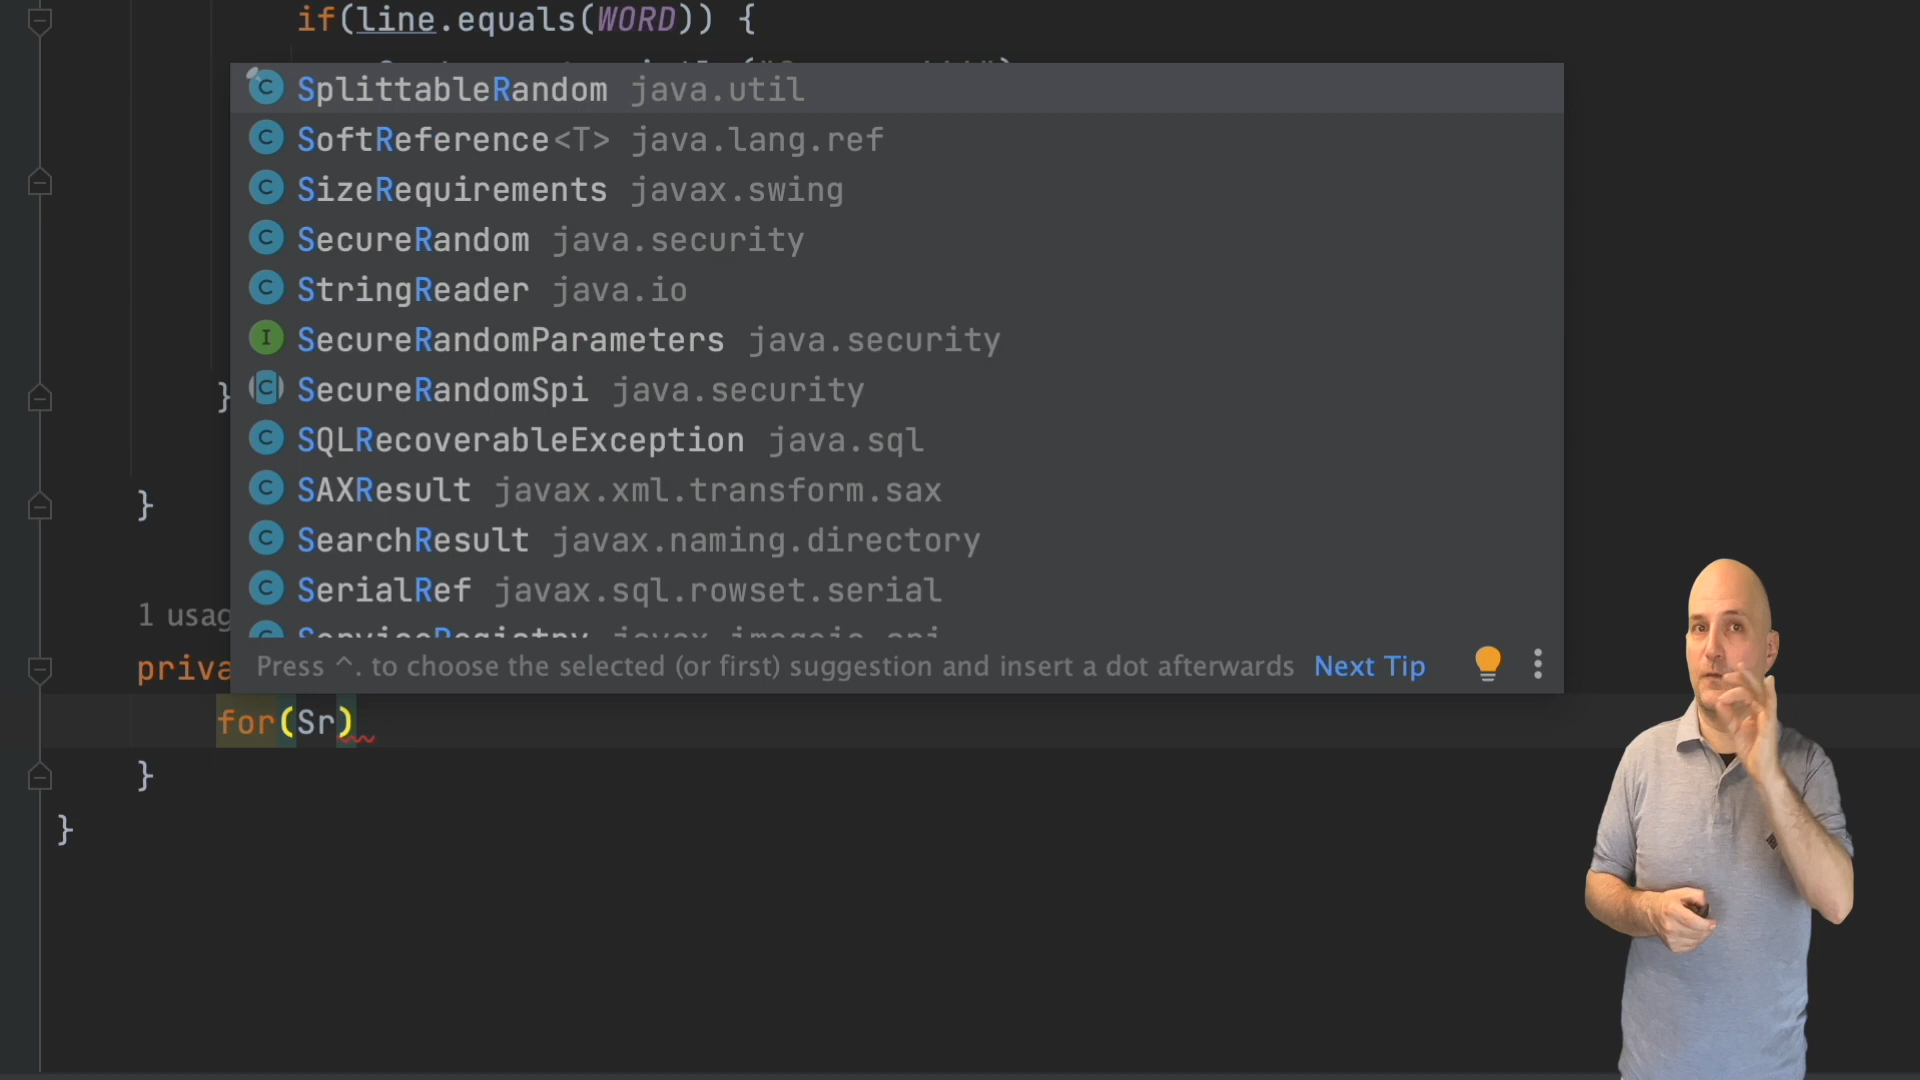 if(line.equals(WORD)) {
SplittableRandom java.util
SoftReference<T> java.lang.ref
SizeRequirements javax.swing
SecureRandom java.security
StringReader java.io
SecureRandomParameters java.security
SecureRandomSpi java.security
}
SQLRecoverableException java.sql
SAXResult javax.xml.transform.sax
}
SearchResult javax.naming.directory
SerialRef javax.sql.rowset.serial
1 usag
priva
Press ^. to choose the selected (or first) suggestion and insert a dot afterwards Next Tip
for(Sr)
}
}